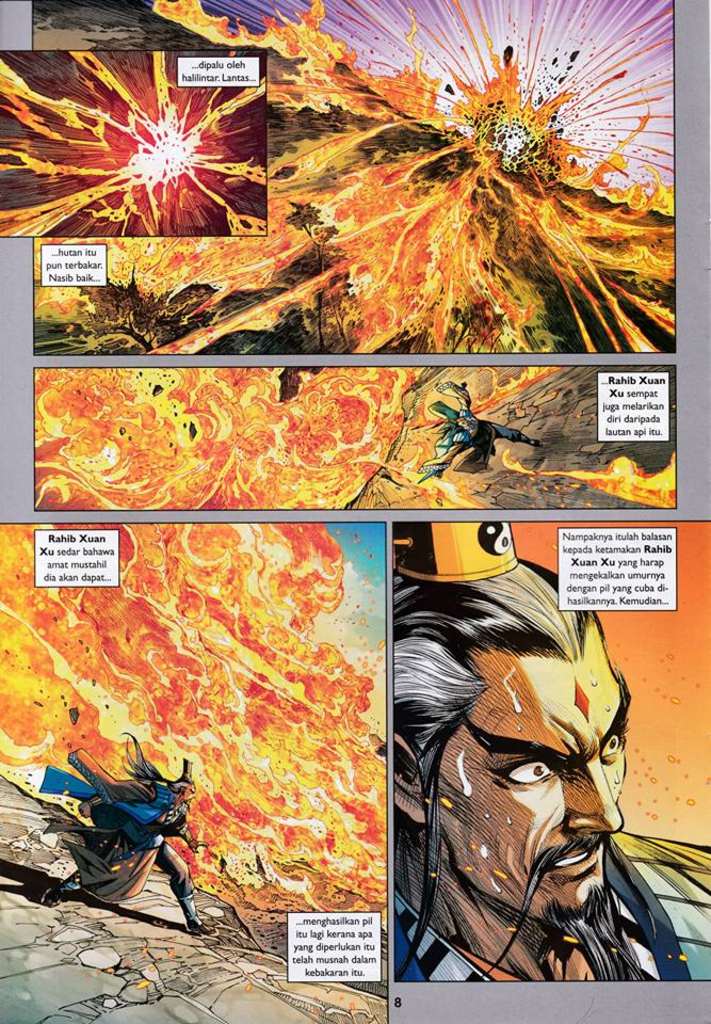 ...dipalu oleh
halilintar. Lantas...
...hutan itu
pun terbakar.
Nasib baik...
...Rahib Xuan
Xu sempat
juga melarikan
diri daripada
lautan api itu.
Rahib Xuan
Xu sedar bahawa
amat mustahil
dia akan dapat...
...menghasilkan pil
itu lagi kerana apa
yang diperlukan itu
telah musnah dalam
kebakaran itu.
Nampaknya itulah balasan
kepada ketamakan Rahib
Xuan Xu yang harap
mengekalkan umurnya
dengan pil yang cuba di-
hasilkannya. Kemudian...
8